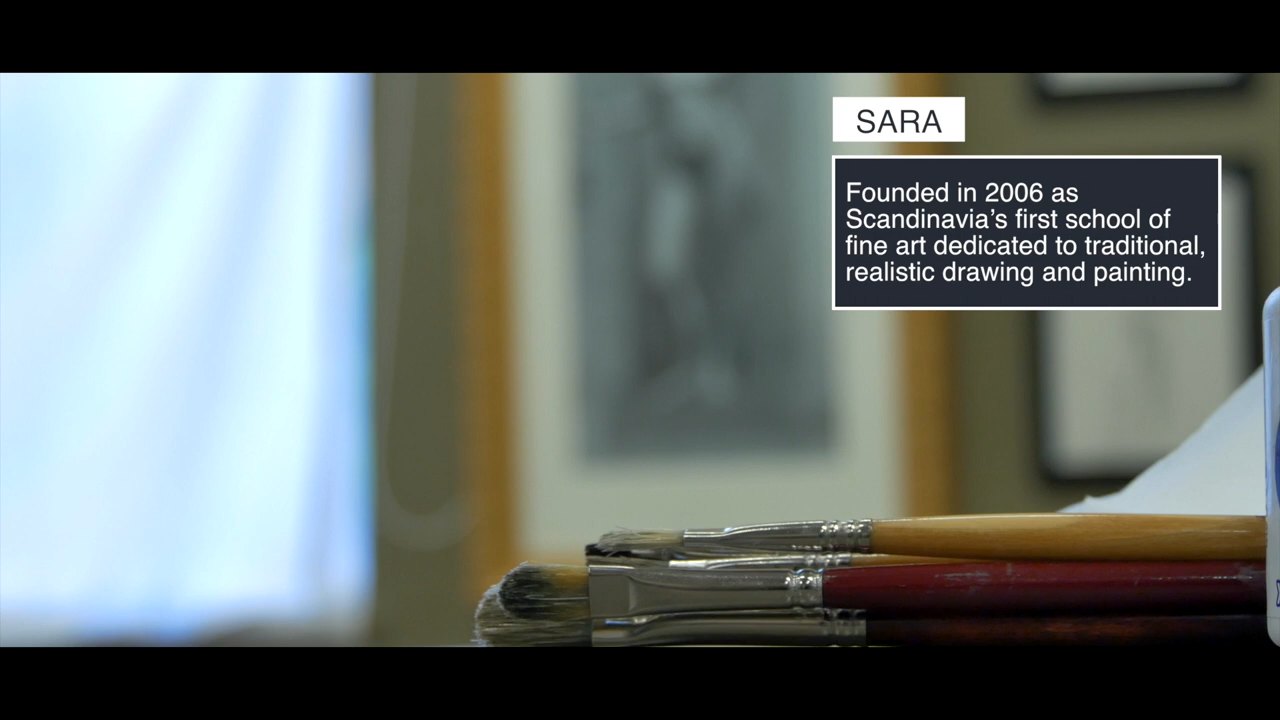 SARA
Founded in 2006 as
Scandinavia’s first school of
fine art dedicated to traditional,
realistic drawing and painting.